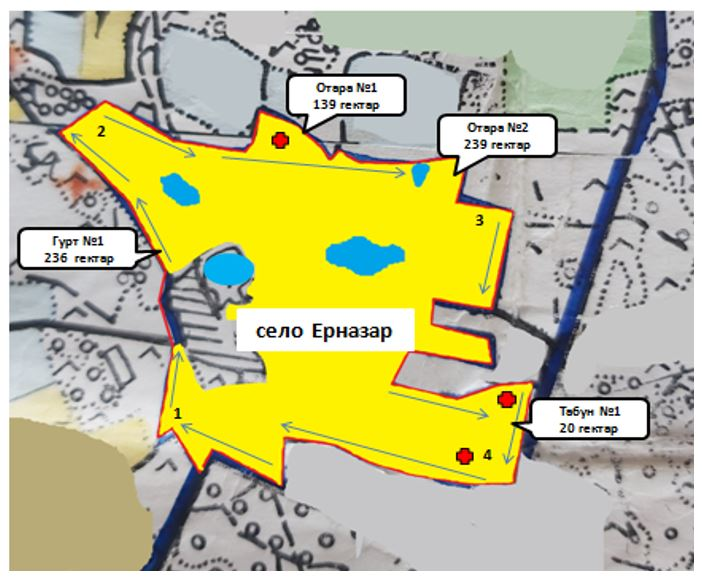 Отара №1
139 гектар
Отара №2
239 гектар
2
3
Гурт №1
236 гектар
село Ерназар
1
Табун №1
20 гектар
4